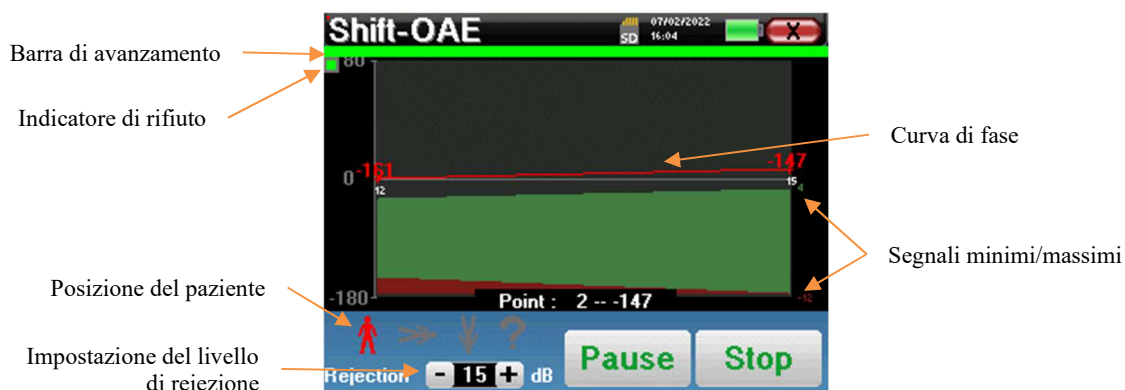 Shift-OAE
SD
07/02/2022
16:04
X
Barra di avanzamento
80
Indicatore di rifiuto
Curva di fase
-161
-147
0
12
15
4
Segnali minimi/massimi
Posizione del paziente
-180
Point : 2 -- -147
-12
?
Impostazione del livello
di rejezione
Rejection - 15 + dB
Pause
Stop